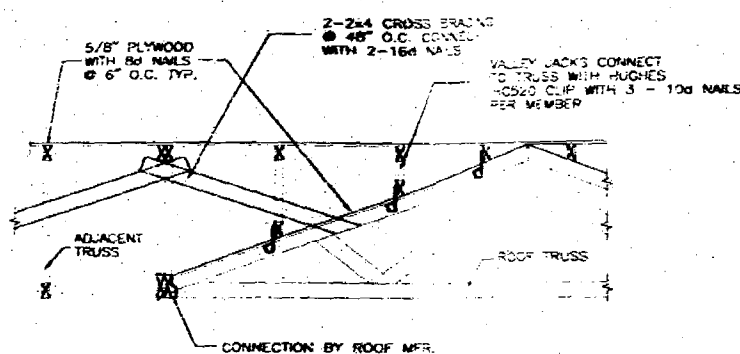 2-2x4 CROSS BRACING
@ 48" O.C. CONNECT
WITH 2-16d NAILS
5/8" PLYWOOD
WITH 8d NAILS
@ 6" O.C. TYP.
VALLEY JACKS CONNECT
TO TRUSS WITH HUGHES
HC520 CLIP WITH 3 - 10d NAILS
PER MEMBER
ADJACENT
TRUSS
ROOF TRUSS
CONNECTION BY ROOF MFR.